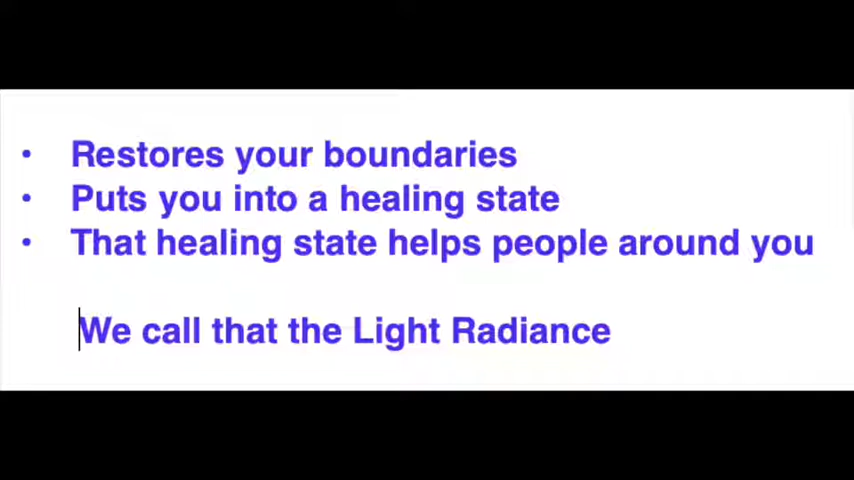 • Restores your boundaries
• Puts you into a healing state
• That healing state helps people around you
We call that the Light Radiance